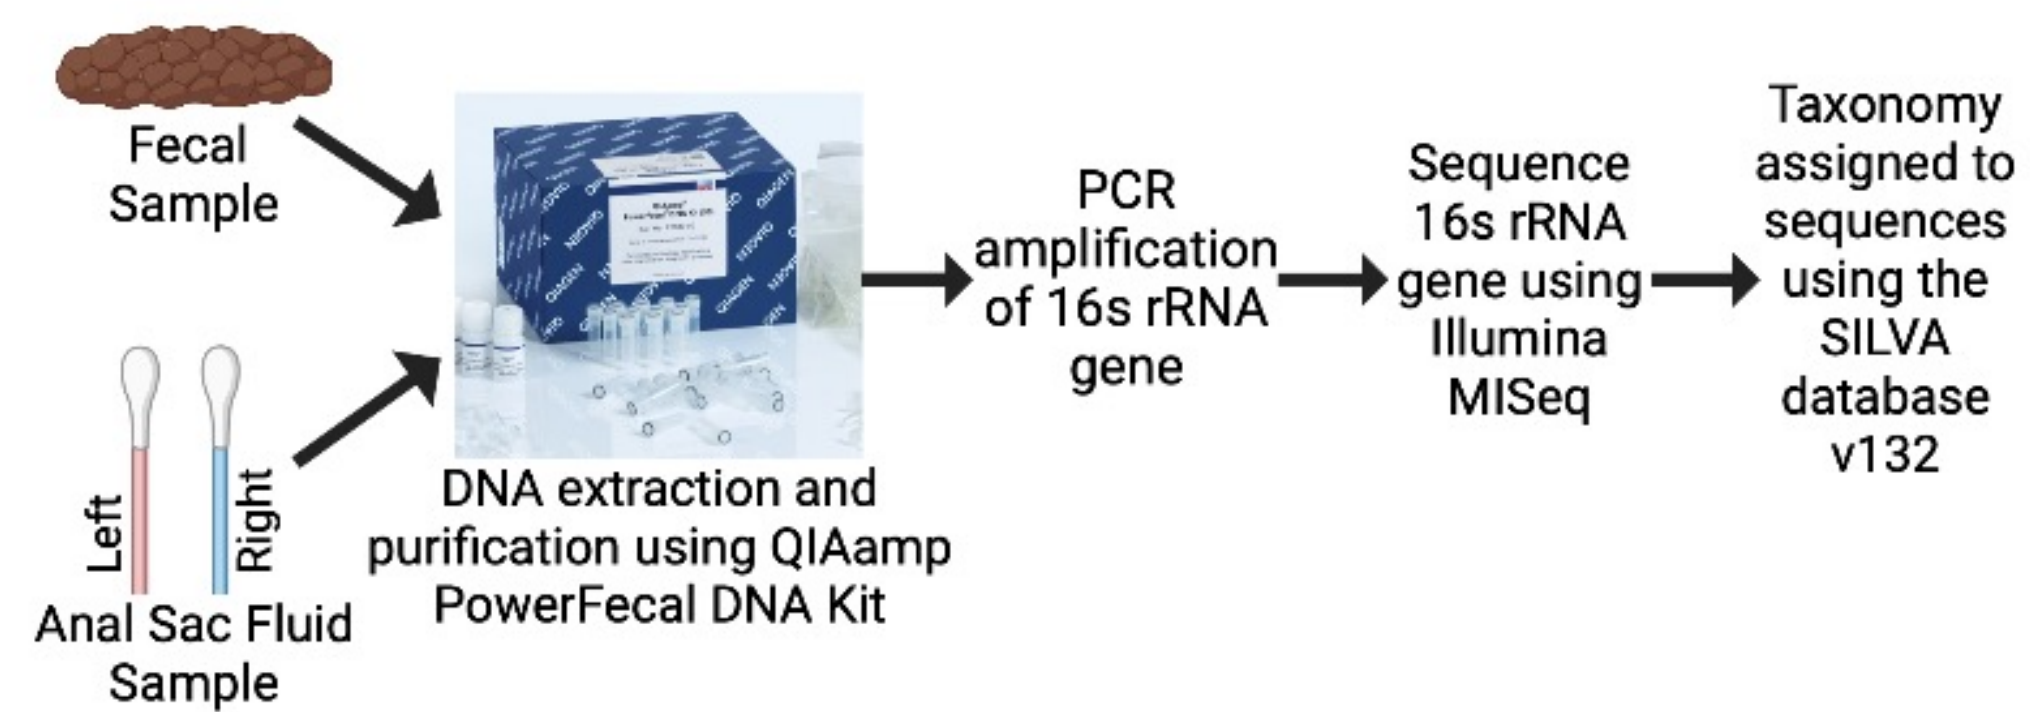 Fecal
Sample
Left
Right
Anal Sac Fluid
Sample
QIAGEN
DNA extraction and
purification using QIAamp
PowerFecal DNA Kit
PCR
amplification
of 16s rRNA
gene
Sequence
16s rRNA
gene using
Illumina
MISeq
Taxonomy
assigned to
sequences
using the
SILVA
database
v132